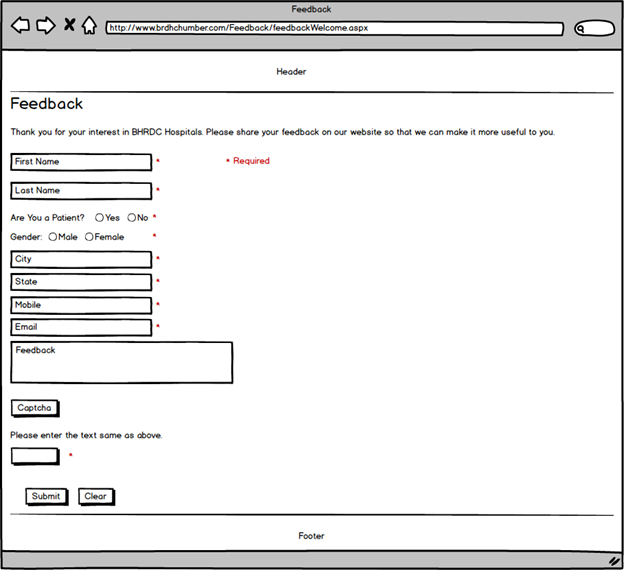 Feedback
http://www.brdhchumber.com/Feedback/feedbackWelcome.aspx
Header
Feedback
Thank you for your interest in BHRDC Hospitals. Please share your feedback on our website so that we can make it more useful to you.
First Name * * Required
Last Name *
Are You a Patient? Yes No *
Gender: Male Female *
City *
State *
Mobile *
Email *
Feedback
Captcha
Please enter the text same as above.
*
Submit Clear
Footer